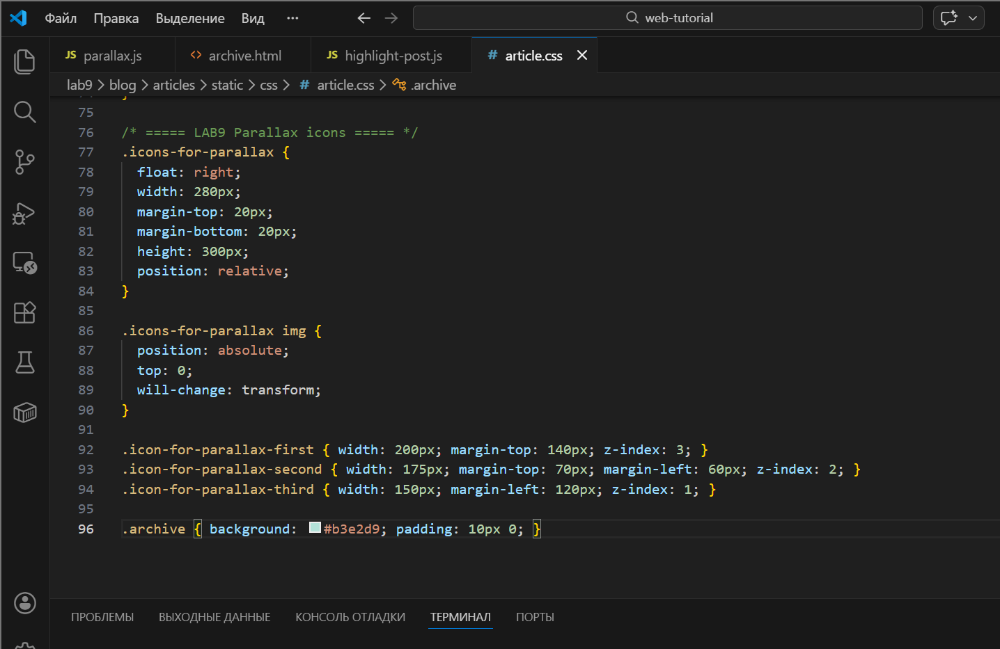 Файл Правка Выделение Вид ··· web-tutorial
JS parallax.js <> archive.html JS highlight-post.js # article.css
lab9 > blog > articles > static > css > # article.css > .archive
75
76 /* ===== LAB9 Parallax icons ===== */
77 .icons-for-parallax {
78 float: right;
79 width: 280px;
80 margin-top: 20px;
81 margin-bottom: 20px;
82 height: 300px;
83 position: relative;
84 }
85
86 .icons-for-parallax img {
87 position: absolute;
88 top: 0;
89 will-change: transform;
90 }
91
92 .icon-for-parallax-first { width: 200px; margin-top: 140px; z-index: 3; }
93 .icon-for-parallax-second { width: 175px; margin-top: 70px; margin-left: 60px; z-index: 2; }
94 .icon-for-parallax-third { width: 150px; margin-left: 120px; z-index: 1; }
95
96 .archive { background: #b3e2d9; padding: 10px 0; }
ПРОБЛЕМЫ ВЫХОДНЫЕ ДАННЫЕ КОНСОЛЬ ОТЛАДКИ ТЕРМИНАЛ ПОРТЫ